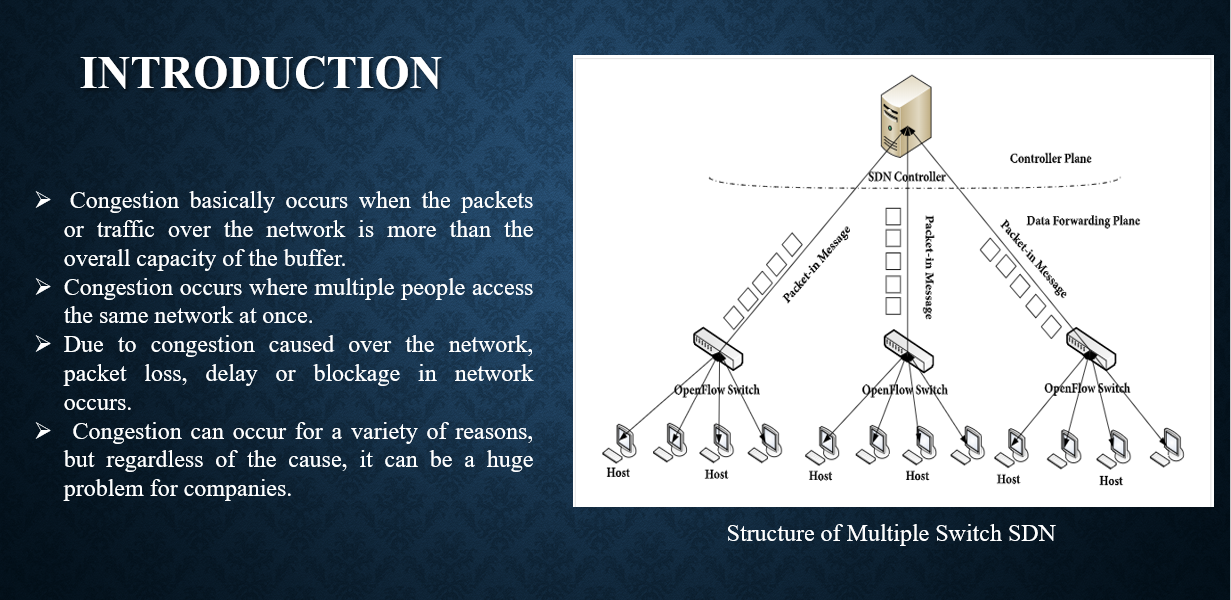 INTRODUCTION
➢ Congestion basically occurs when the packets
or traffic over the network is more than the
overall capacity of the buffer.
➢ Congestion occurs where multiple people access
the same network at once.
➢ Due to congestion caused over the network,
packet loss, delay or blockage in network
occurs.
➢ Congestion can occur for a variety of reasons,
but regardless of the cause, it can be a huge
problem for companies.
Controller Plane
SDN Controller
Data Forwarding Plane
Packet-in Message
Packet-in Message
Packet-in Message
OpenFlow Switch
OpenFlow Switch
OpenFlow Switch
Host
Host
Host
Host
Host
Host
Structure of Multiple Switch SDN